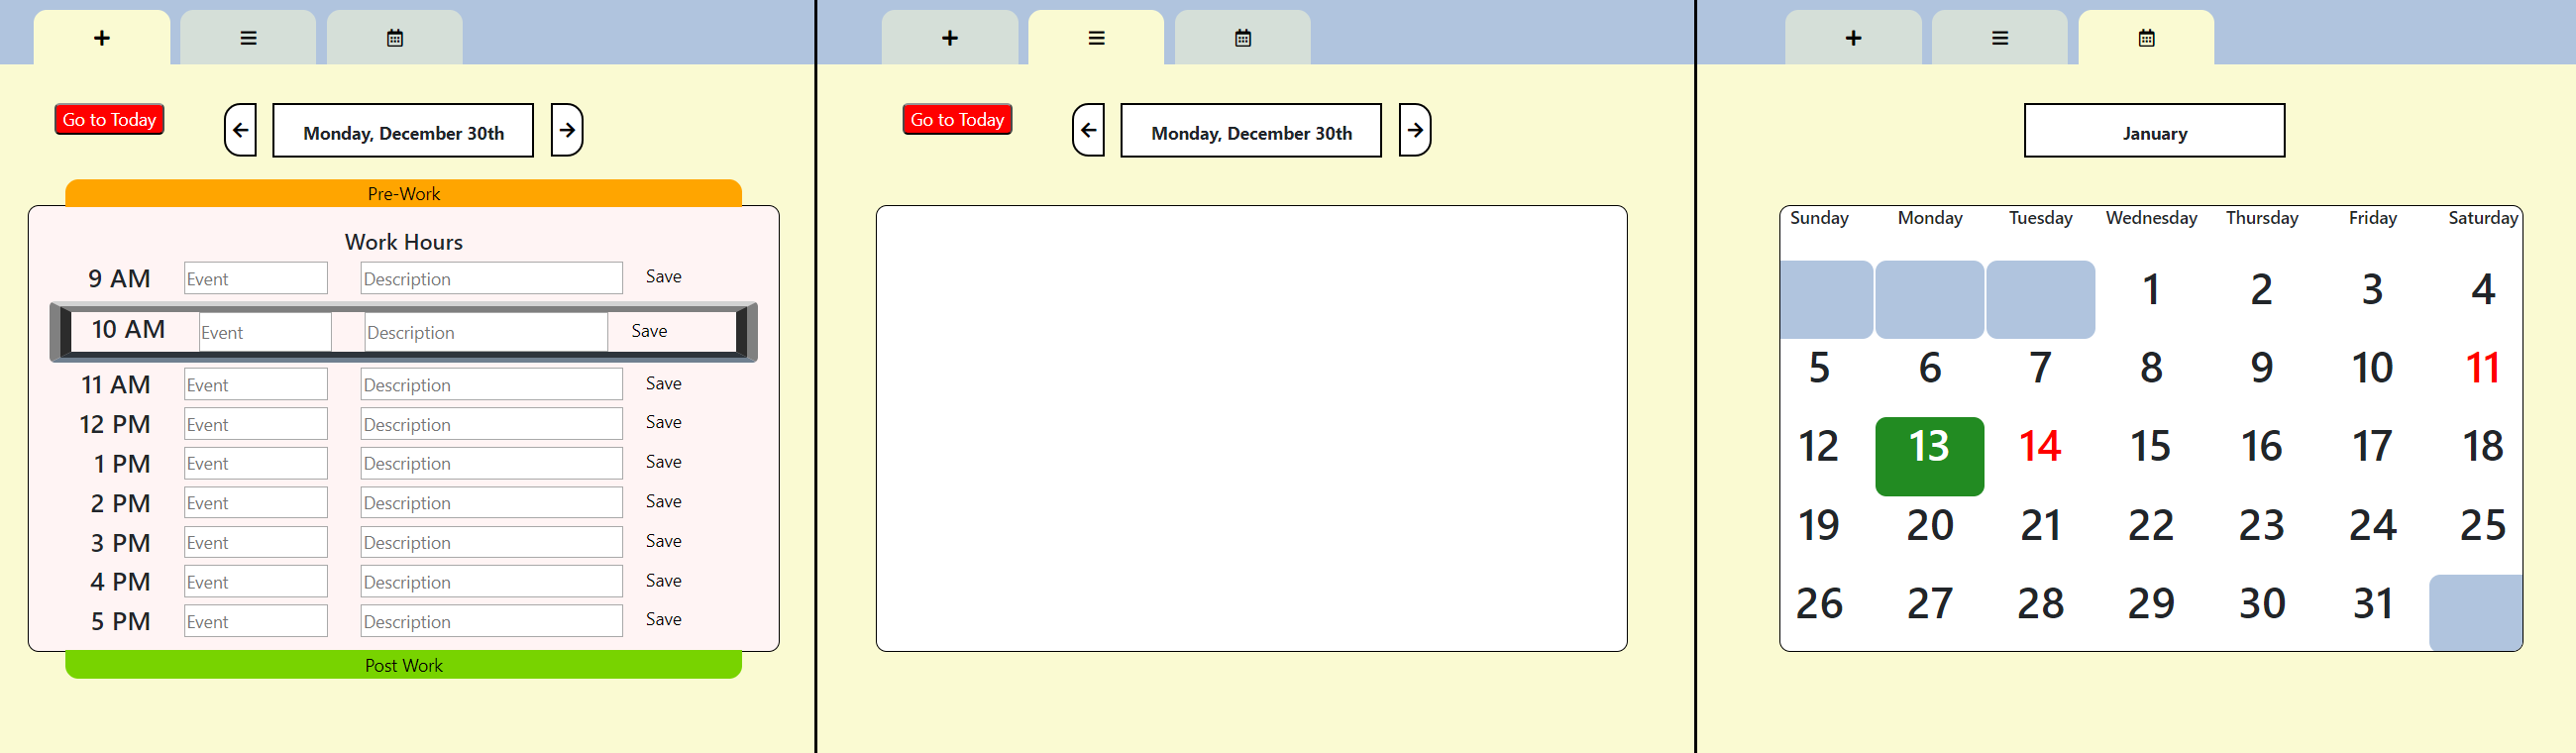 Go to Today
Monday, December 30th
Pre-Work
Work Hours
9 AM Event Description Save
10 AM Event Description Save
11 AM Event Description Save
12 PM Event Description Save
1 PM Event Description Save
2 PM Event Description Save
3 PM Event Description Save
4 PM Event Description Save
5 PM Event Description Save
Post Work
Go to Today
Monday, December 30th
January
Sunday Monday Tuesday Wednesday Thursday Friday Saturday
1 2 3 4
5 6 7 8 9 10 11
12 13 14 15 16 17 18
19 20 21 22 23 24 25
26 27 28 29 30 31